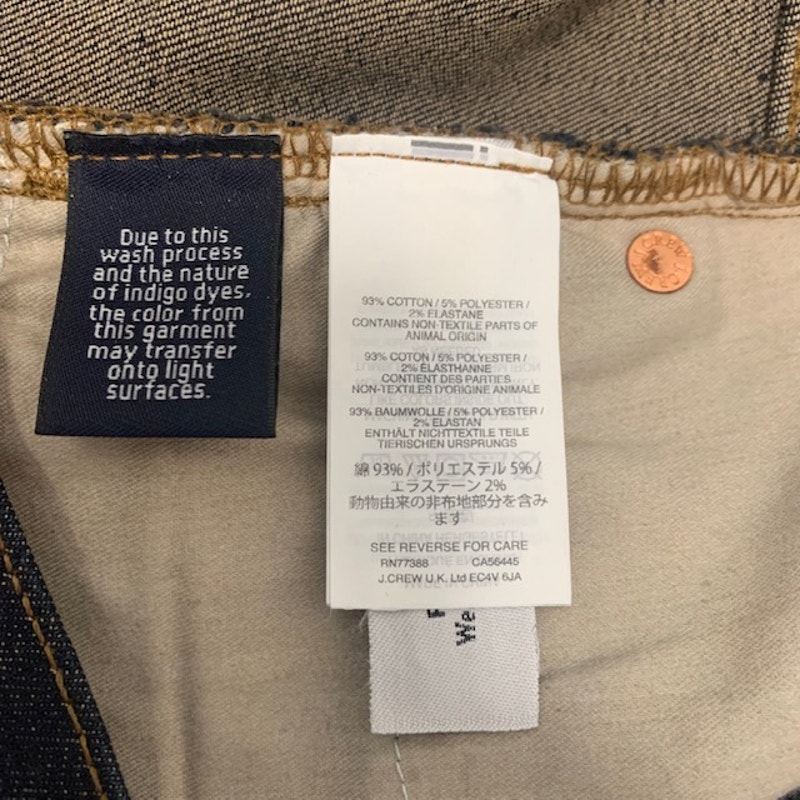 Due to this
wash process
and the nature
of indigo dyes,
the color from
this garment
may transfer
onto light
surfaces.
93% COTTON / 5% POLYESTER /
2% ELASTANE
CONTAINS NON-TEXTILE PARTS OF
ANIMAL ORIGIN
93% COTON / 5% POLYESTER /
2% ÉLASTHANNE
CONTIENT DES PARTIES
NON-TEXTILES D'ORIGINE ANIMALE
93% BAUMWOLLE / 5% POLYESTER /
2% ELASTAN
ENTHÄLT NICHTTEXTILE TEILE
TIERISCHEN URSPRUNGS
綿 93% / ポリエステル 5% /
エラステーン 2%
動物由来の非布地部分を含み
ます
SEE REVERSE FOR CARE
RN77388 CA56445
J.CREW U.K. Ltd EC4V 6JA
We
J.CREW J.CREW